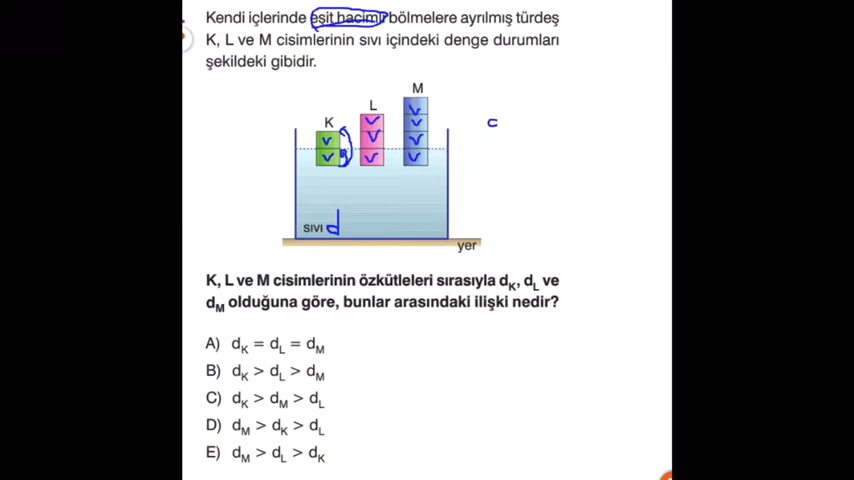 Kendi içlerinde eşit hacimli bölmelere ayrılmış türdeş
K, L ve M cisimlerinin sıvı içindeki denge durumları
şekildeki gibidir.
M
L
K
v v v v
v v v
v v
c
SIVI d
yer
K, L ve M cisimlerinin özkütleleri sırasıyla dK, dL ve
dM olduğuna göre, bunlar arasındaki ilişki nedir?
A) dK = dL = dM
B) dK > dL > dM
C) dK > dM > dL
D) dM > dK > dL
E) dM > dL > dK